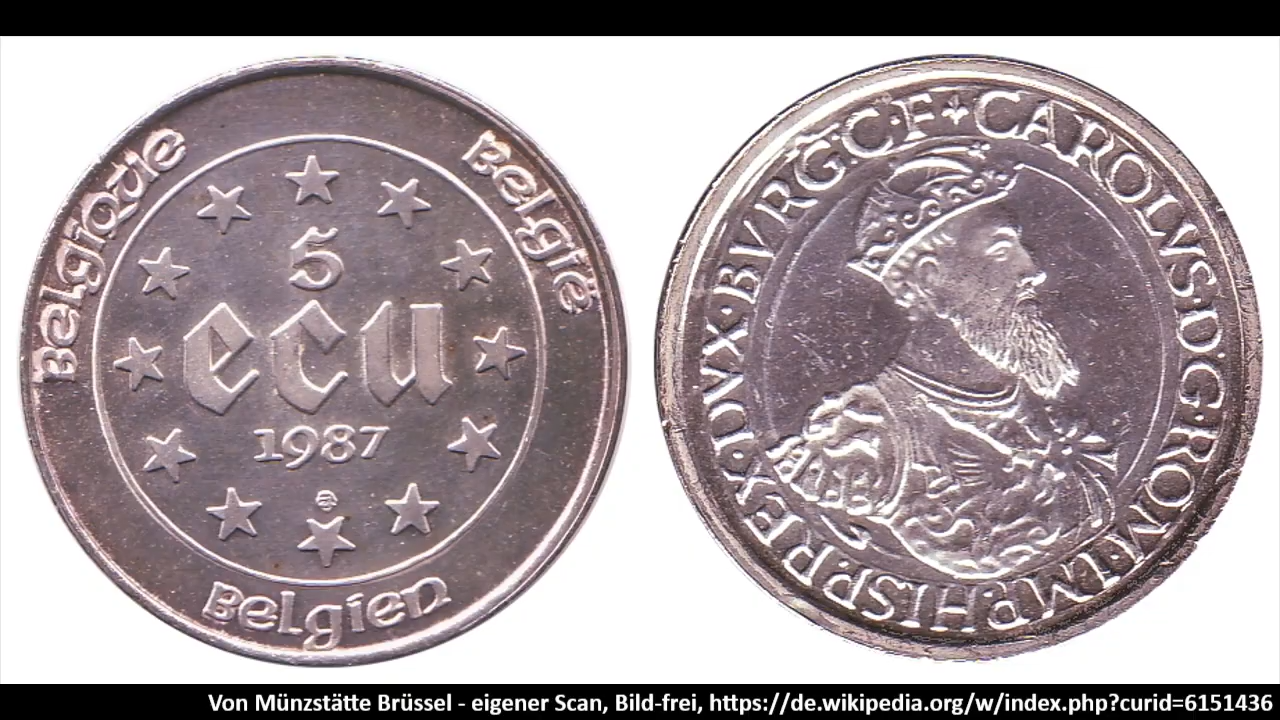 Belgique
België
5
ecu
1987
Belgien
CAROLVS·D·G·ROM·IMP·HISP·REX·DVX·BVRG·C·F
Von Münzstätte Brüssel - eigener Scan, Bild-frei, https://de.wikipedia.org/w/index.php?curid=6151436